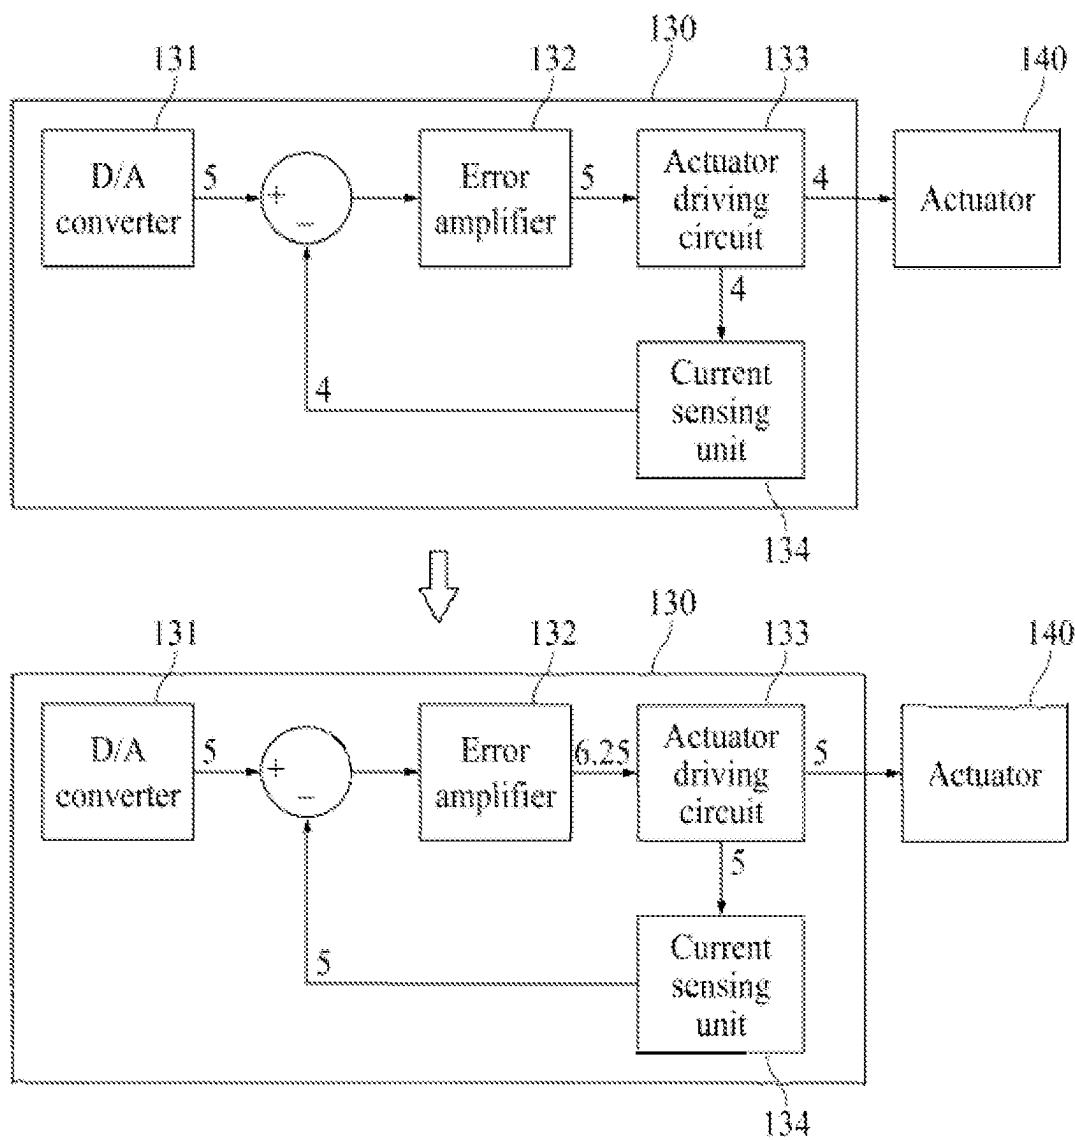 130
131
132
133
140
D/A
converter
5
+
−
Error
amplifier
5
Actuator
driving
circuit
4
Actuator
4
Current
sensing
unit
4
134
130
131
132
133
140
D/A
converter
5
+
−
Error
amplifier
6.25
Actuator
driving
circuit
5
Actuator
5
Current
sensing
unit
5
134